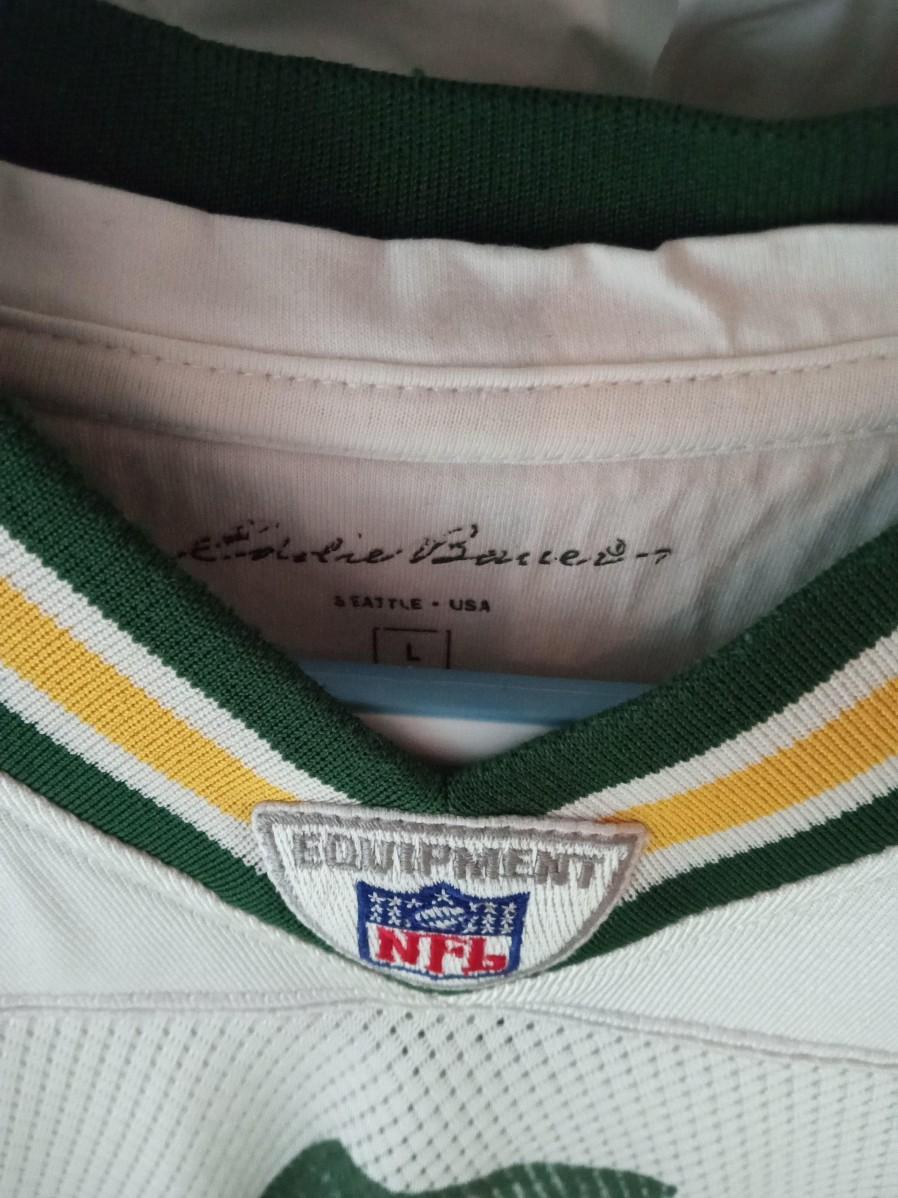 Eddie Bauer
SEATTLE • USA
L
EQUIPMENT
NFL